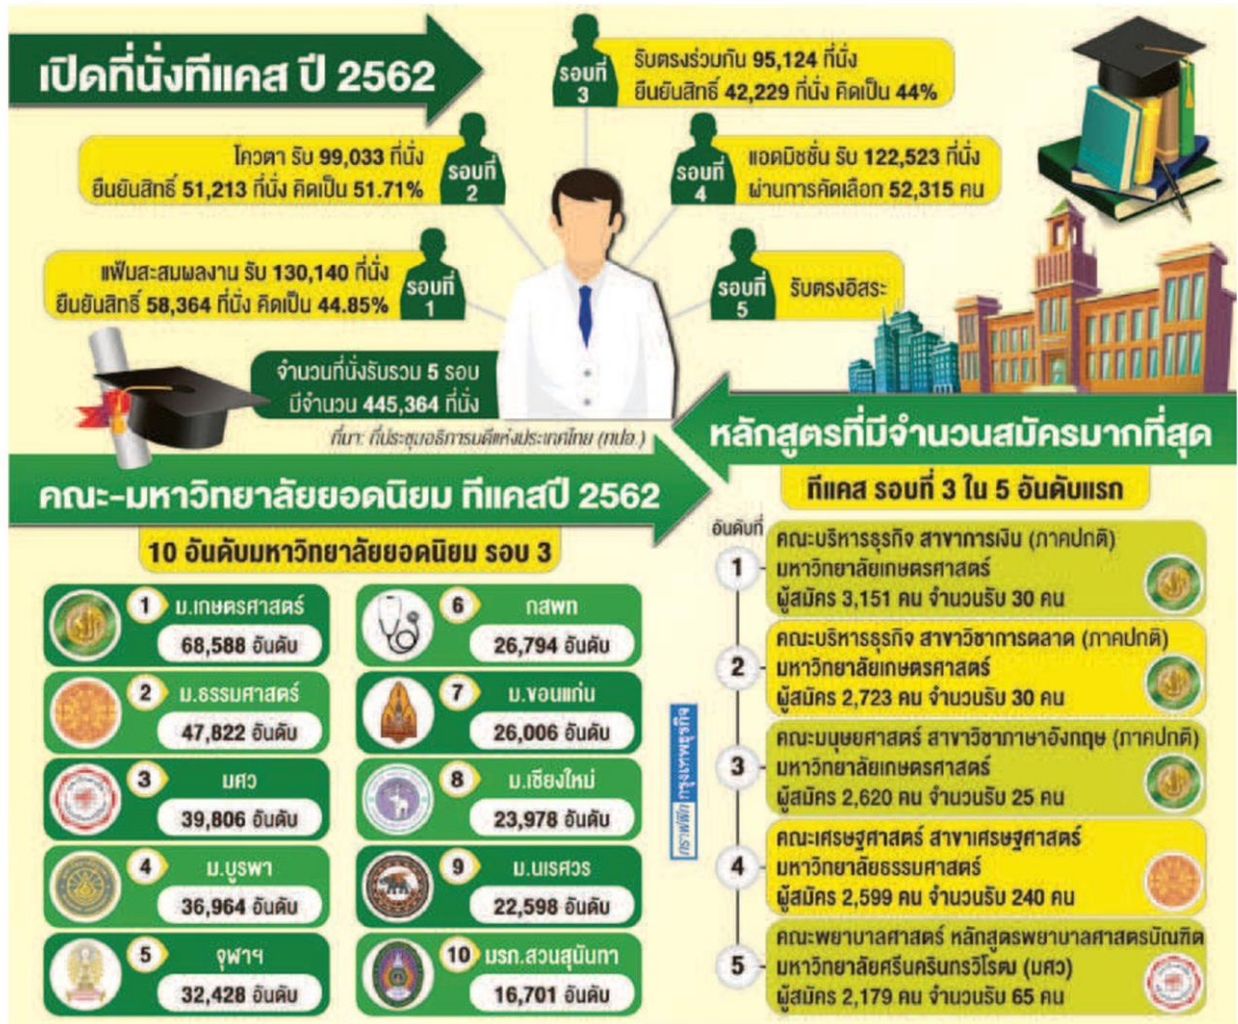 เปิดที่นั่งทีแคส ปี 2562
รอบที่
3
รับตรงร่วมกัน 95,124 ที่นั่ง
ยืนยันสิทธิ์ 42,229 ที่นั่ง คิดเป็น 44%
โควตา รับ 99,033 ที่นั่ง
ยืนยันสิทธิ์ 51,213 ที่นั่ง คิดเป็น 51.71%
รอบที่
2
รอบที่
4
แอดมิชชั่น รับ 122,523 ที่นั่ง
ผ่านการคัดเลือก 52,315 คน
แฟ้มสะสมผลงาน รับ 130,140 ที่นั่ง
ยืนยันสิทธิ์ 58,364 ที่นั่ง คิดเป็น 44.85%
รอบที่
1
รอบที่
5
รับตรงอิสระ
จำนวนที่นั่งรับรวม 5 รอบ
มีจำนวน 445,364 ที่นั่ง
ที่มา: ที่ประชุมอธิการบดีแห่งประเทศไทย (ทปอ.)
คณะ-มหาวิทยาลัยยอดนิยม ทีแคสปี 2562
10 อันดับมหาวิทยาลัยยอดนิยม รอบ 3
1 ม.เกษตรศาสตร์
68,588 อันดับ
2 ม.ธรรมศาสตร์
47,822 อันดับ
3 มศว
39,806 อันดับ
4 ม.บูรพา
36,964 อันดับ
5 จุฬาฯ
32,428 อันดับ
6 กสพท
26,794 อันดับ
7 ม.ขอนแก่น
26,006 อันดับ
8 ม.เชียงใหม่
23,978 อันดับ
9 ม.นเรศวร
22,598 อันดับ
10 มรภ.สวนสุนันทา
16,701 อันดับ
กรุงเทพธุรกิจ กราฟฟิก
หลักสูตรที่มีจำนวนสมัครมากที่สุด
ทีแคส รอบที่ 3 ใน 5 อันดับแรก
อันดับที่
1
คณะบริหารธุรกิจ สาขาการเงิน (ภาคปกติ)
มหาวิทยาลัยเกษตรศาสตร์
ผู้สมัคร 3,151 คน จำนวนรับ 30 คน
2
คณะบริหารธุรกิจ สาขาวิชาการตลาด (ภาคปกติ)
มหาวิทยาลัยเกษตรศาสตร์
ผู้สมัคร 2,723 คน จำนวนรับ 30 คน
3
คณะมนุษยศาสตร์ สาขาวิชาภาษาอังกฤษ (ภาคปกติ)
มหาวิทยาลัยเกษตรศาสตร์
ผู้สมัคร 2,620 คน จำนวนรับ 25 คน
4
คณะเศรษฐศาสตร์ สาขาเศรษฐศาสตร์
มหาวิทยาลัยธรรมศาสตร์
ผู้สมัคร 2,599 คน จำนวนรับ 240 คน
5
คณะพยาบาลศาสตร์ หลักสูตรพยาบาลศาสตรบัณฑิต
มหาวิทยาลัยศรีนครินทรวิโรฒ (มศว)
ผู้สมัคร 2,179 คน จำนวนรับ 65 คน